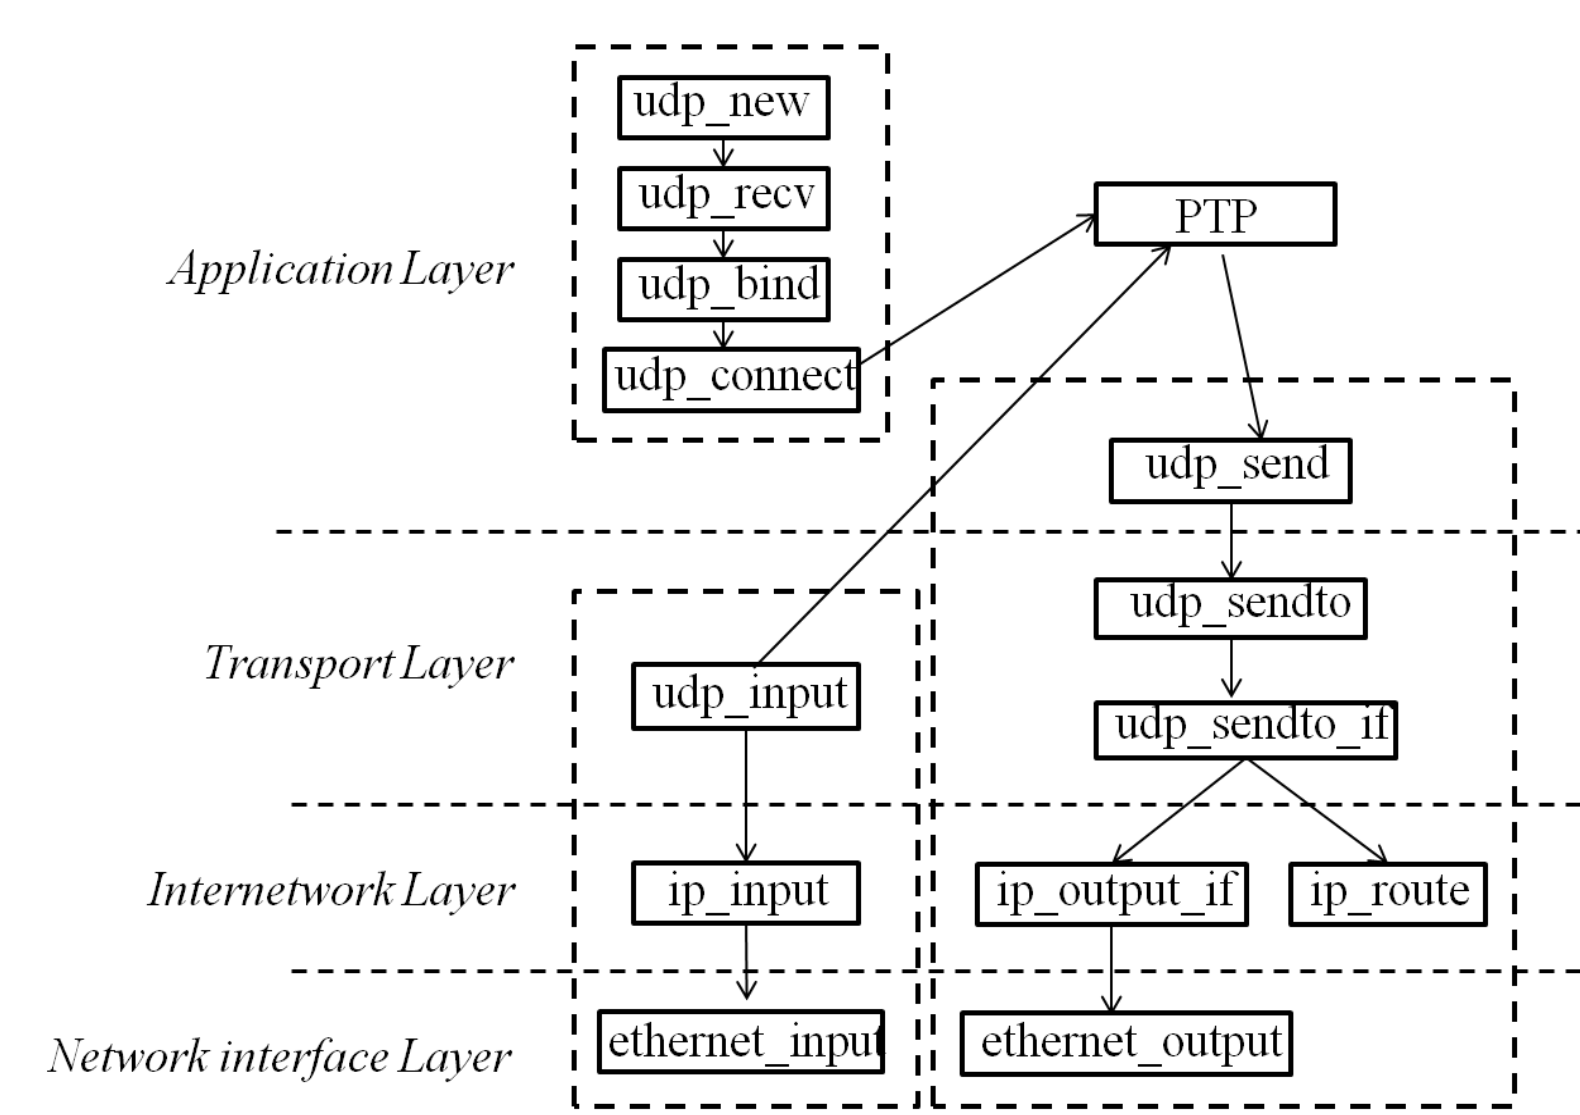 udp_new
udp_recv
udp_bind
udp_connect
PTP
Application Layer
udp_send
Transport Layer
udp_input
udp_sendto
udp_sendto_if
Internetwork Layer
ip_input
ip_output_if
ip_route
Network interface Layer
ethernet_input
ethernet_output